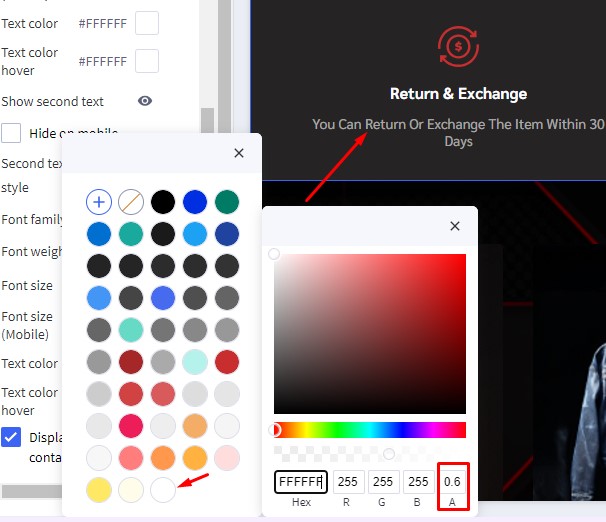 Text color #FFFFFF
Text color
hover #FFFFFF
Show second text
Hide on mobile
Second tex
style
Font family
Font weigh
Font size
Font size
(Mobile)
Text color
Text color
hover
Displa
conta
Return & Exchange
You Can Return Or Exchange The Item Within 30
Days
FFFFFF 255 255 255 0.6
Hex R G B A